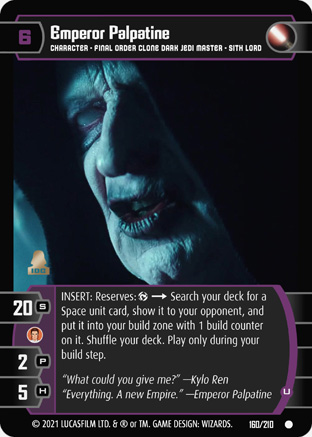 6 Emperor Palpatine
CHARACTER - FINAL ORDER CLONE DARK JEDI MASTER - SITH LORD
IDC
20 S
2 P
5 H
INSERT: Reserves: → Search your deck for a
Space unit card, show it to your opponent, and
put it into your build zone with 1 build counter
on it. Shuffle your deck. Play only during your
build step.
"What could you give me?" —Kylo Ren
"Everything. A new Empire." —Emperor Palpatine
U
© 2021 LUCASFILM LTD. & ® or TM. GAME DESIGN: WIZARDS. 160/210